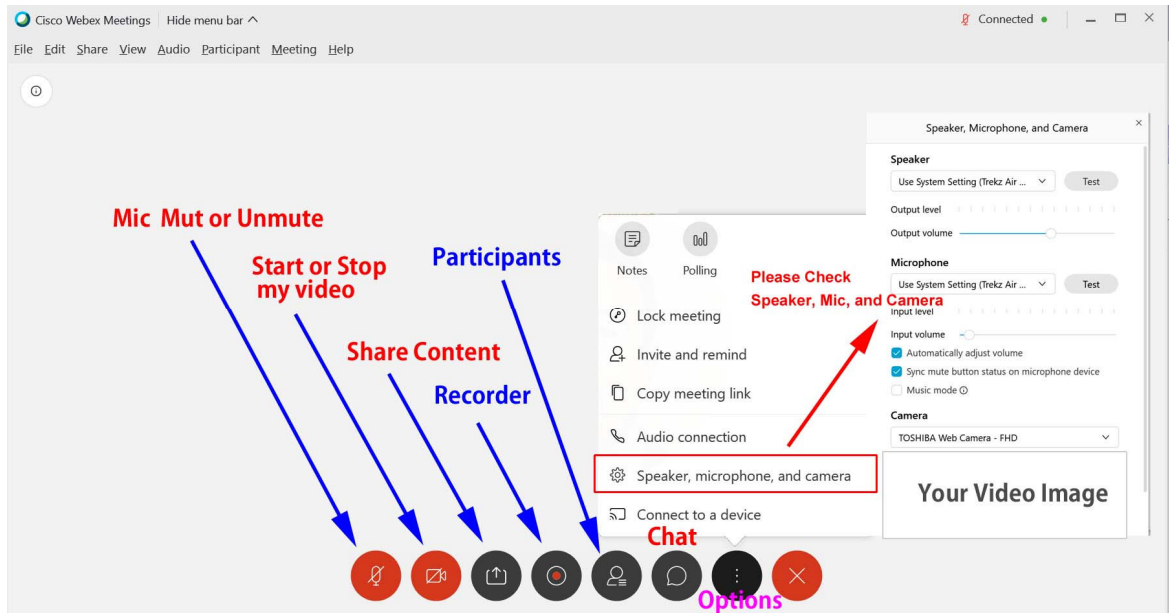 Cisco Webex Meetings Hide menu bar
Connected
File Edit Share View Audio Participant Meeting Help
Speaker, Microphone, and Camera
Speaker
Use System Setting (Trekz Air ... Test
Output level
Output volume
Microphone
Use System Setting (Trekz Air ... Test
Input level
Input volume
Automatically adjust volume
Sync mute button status on microphone device
Music mode
Camera
TOSHIBA Web Camera - FHD
Your Video Image
Mic Mut or Unmute
Start or Stop
my video
Share Content
Recorder
Participants
Notes Polling
Please Check
Speaker, Mic, and Camera
Lock meeting
Invite and remind
Copy meeting link
Audio connection
Speaker, microphone, and camera
Connect to a device
Chat
Options